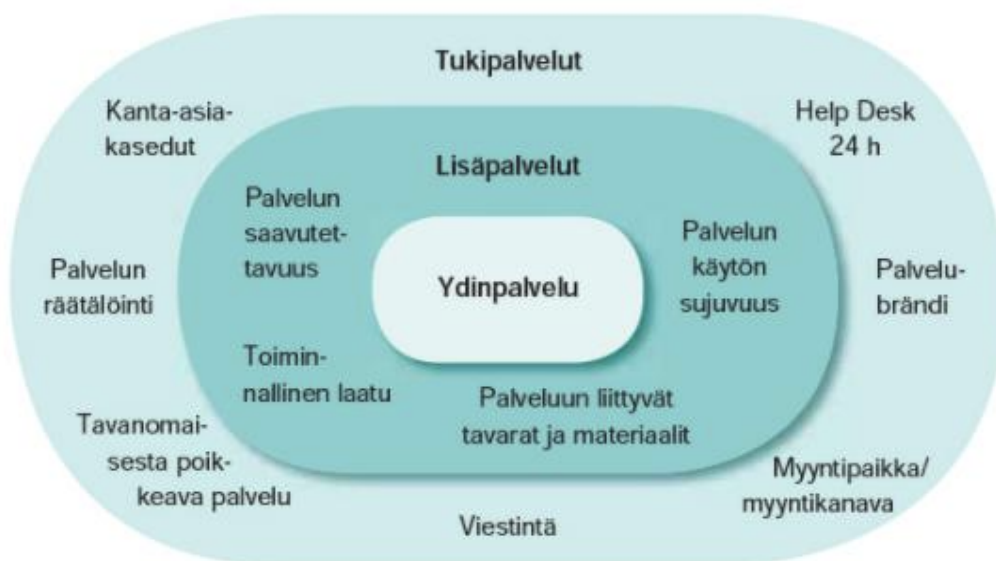 Tukipalvelut
Kanta-asia-
kasedut
Help Desk
24 h
Lisäpalvelut
Palvelun
saavutet-
tavuus
Palvelun
käytön
sujuvuus
Palvelun
räätälöinti
Ydinpalvelu
Palvelu-
brändi
Toimin-
nallinen laatu
Palveluun liittyvät
tavarat ja materiaalit
Tavanomai-
sesta poik-
keava palvelu
Myyntipaikka/
myyntikanava
Viestintä